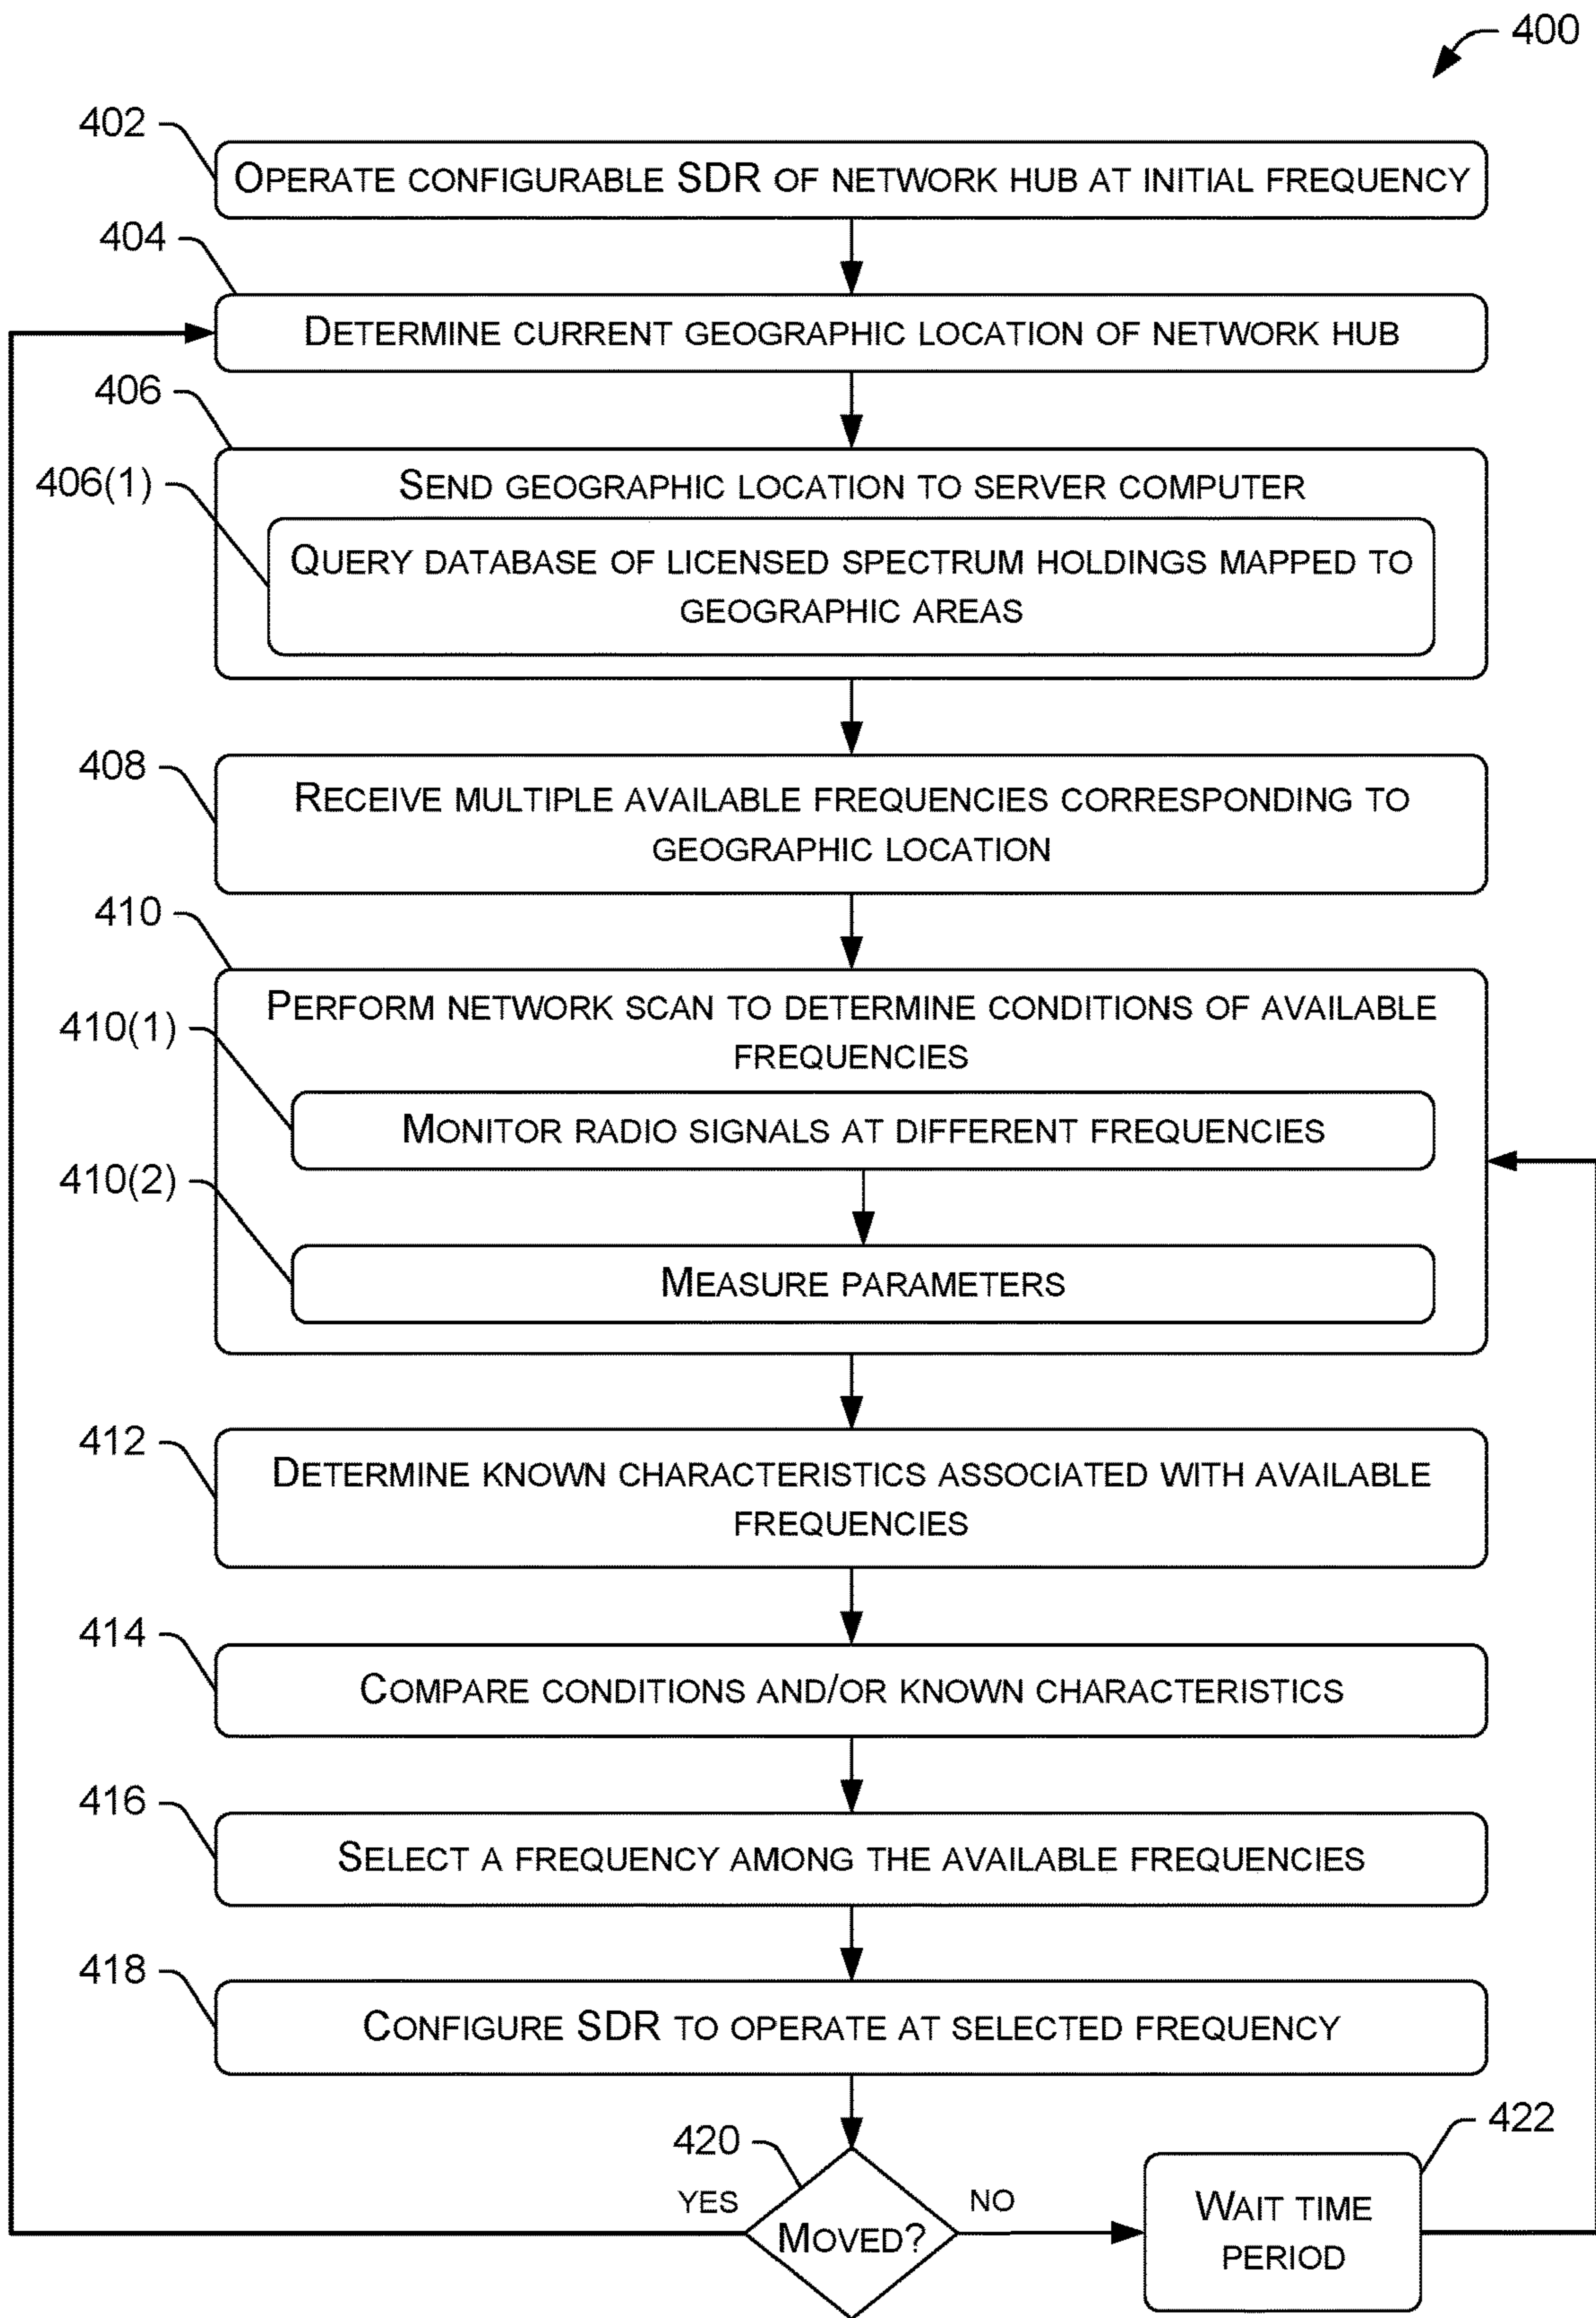 400
402
OPERATE CONFIGURABLE SDR OF NETWORK HUB AT INITIAL FREQUENCY
404
DETERMINE CURRENT GEOGRAPHIC LOCATION OF NETWORK HUB
406
SEND GEOGRAPHIC LOCATION TO SERVER COMPUTER
406(1)
QUERY DATABASE OF LICENSED SPECTRUM HOLDINGS MAPPED TO
GEOGRAPHIC AREAS
408
RECEIVE MULTIPLE AVAILABLE FREQUENCIES CORRESPONDING TO
GEOGRAPHIC LOCATION
410
PERFORM NETWORK SCAN TO DETERMINE CONDITIONS OF AVAILABLE
FREQUENCIES
410(1)
MONITOR RADIO SIGNALS AT DIFFERENT FREQUENCIES
410(2)
MEASURE PARAMETERS
412
DETERMINE KNOWN CHARACTERISTICS ASSOCIATED WITH AVAILABLE
FREQUENCIES
414
COMPARE CONDITIONS AND/OR KNOWN CHARACTERISTICS
416
SELECT A FREQUENCY AMONG THE AVAILABLE FREQUENCIES
418
CONFIGURE SDR TO OPERATE AT SELECTED FREQUENCY
420
YES
MOVED?
NO
422
WAIT TIME
PERIOD